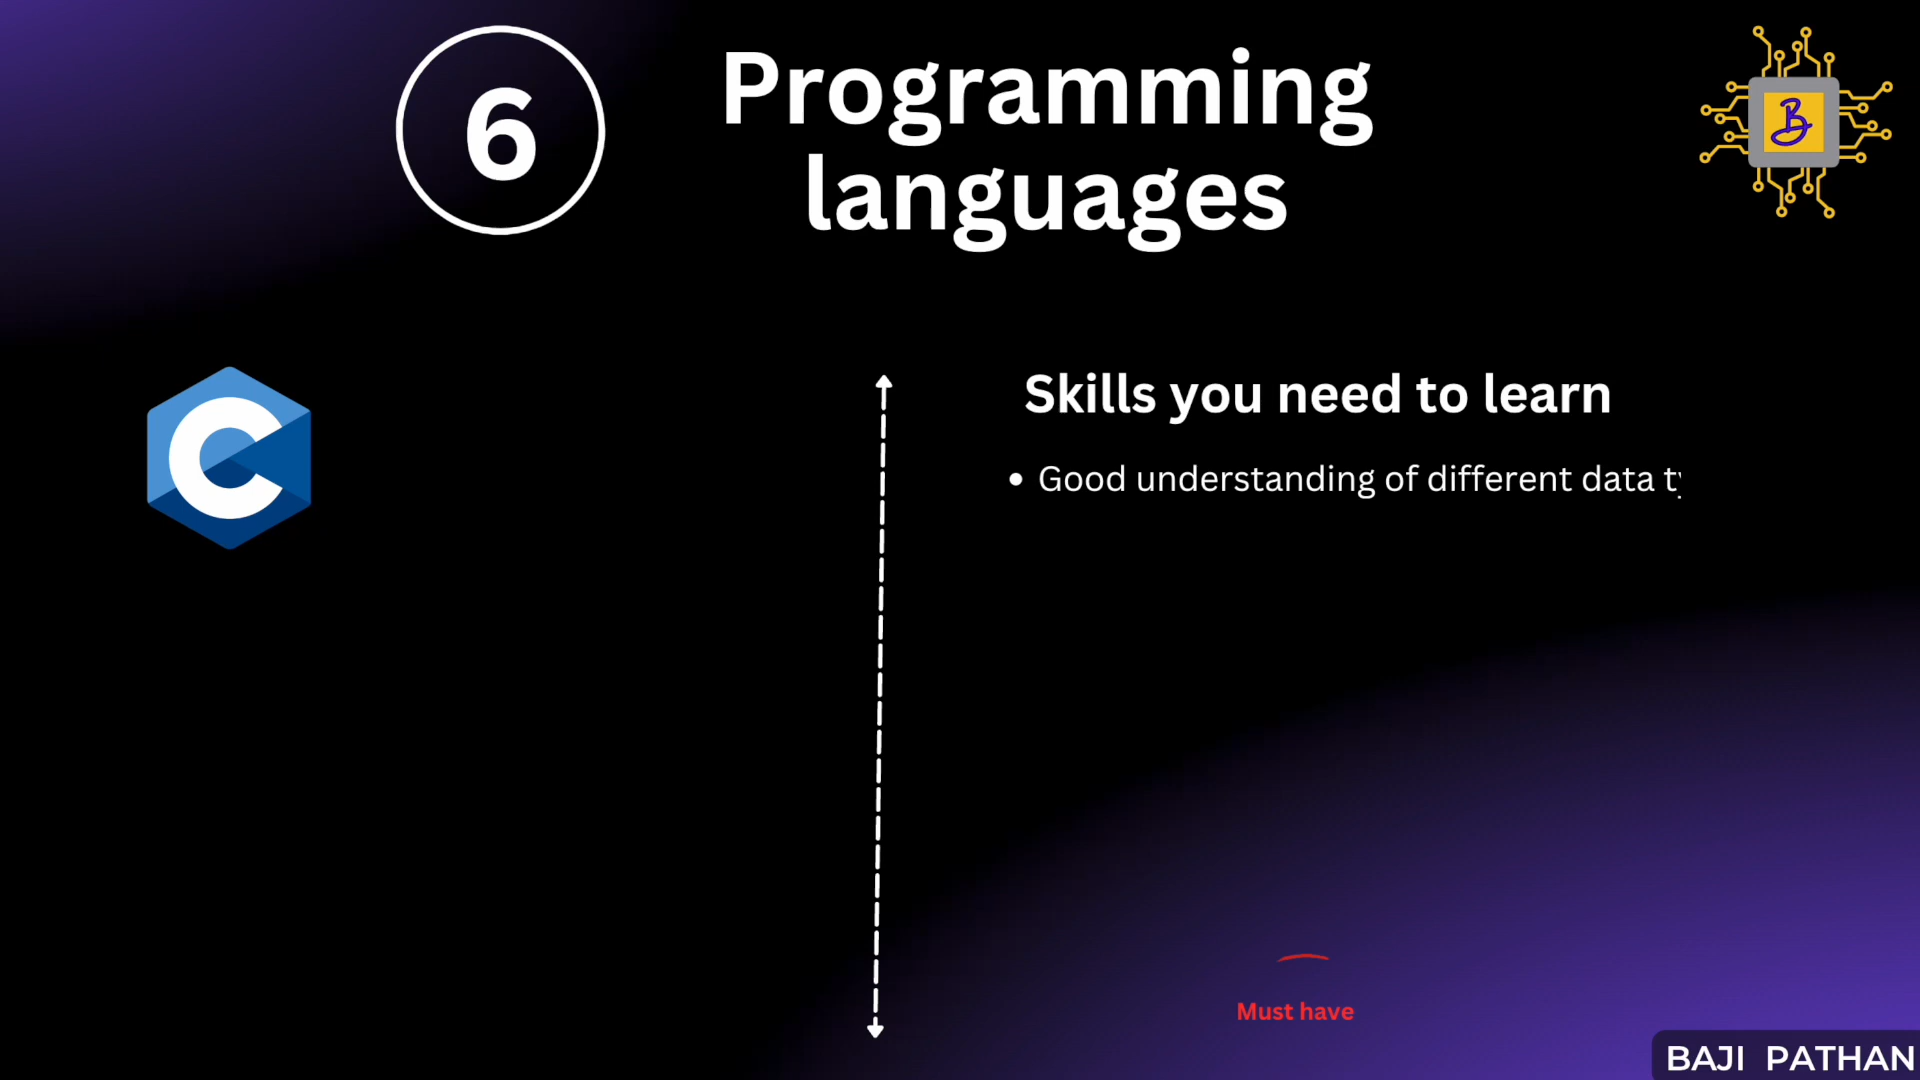 6
Programming
languages
B
C
Skills you need to learn
• Good understanding of different data
Must have
BAJI PATHAN